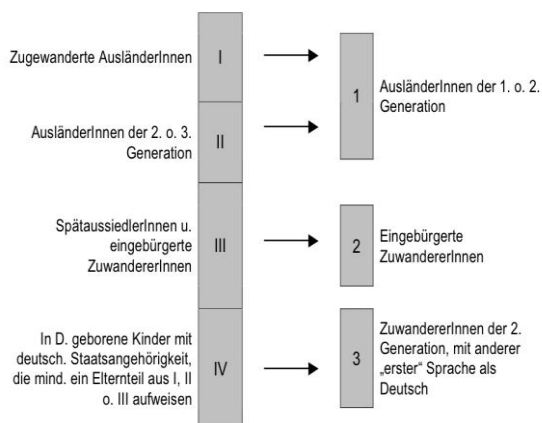 Zugewanderte AusländerInnen
I
1
AusländerInnen der 1. o. 2.
Generation
AusländerInnen der 2. o. 3.
Generation
II
SpätaussiedlerInnen u.
eingebürgerte
ZuwandererInnen
III
2
Eingebürgerte
ZuwandererInnen
In D. geborene Kinder mit
deutsch. Staatsangehörigkeit,
die mind. ein Elternteil aus I, II
o. III aufweisen
IV
3
ZuwandererInnen der 2.
Generation, mit anderer
„erster“ Sprache als
Deutsch